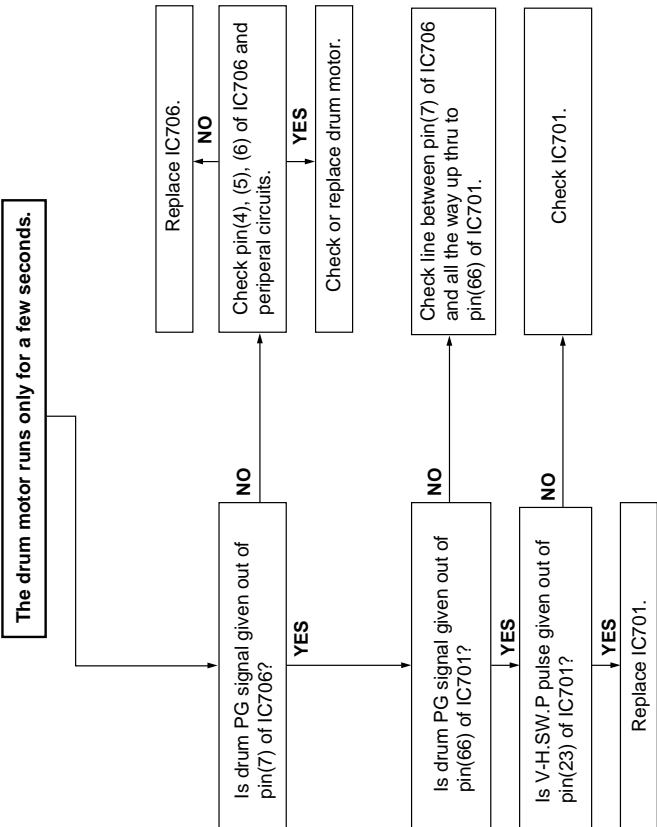 The drum motor runs only for a few seconds.
Is drum PG signal given out of
pin(7) of IC706?
NO
Check pin(4), (5), (6) of IC706 and
periperal circuits.
NO
Replace IC706.
YES
Check or replace drum motor.
YES
Is drum PG signal given out of
pin(66) of IC701?
NO
Check line between pin(7) of IC706
and all the way up thru to
pin(66) of IC701.
YES
Is V-H.SW.P pulse given out of
pin(23) of IC701?
NO
Check IC701.
YES
Replace IC701.